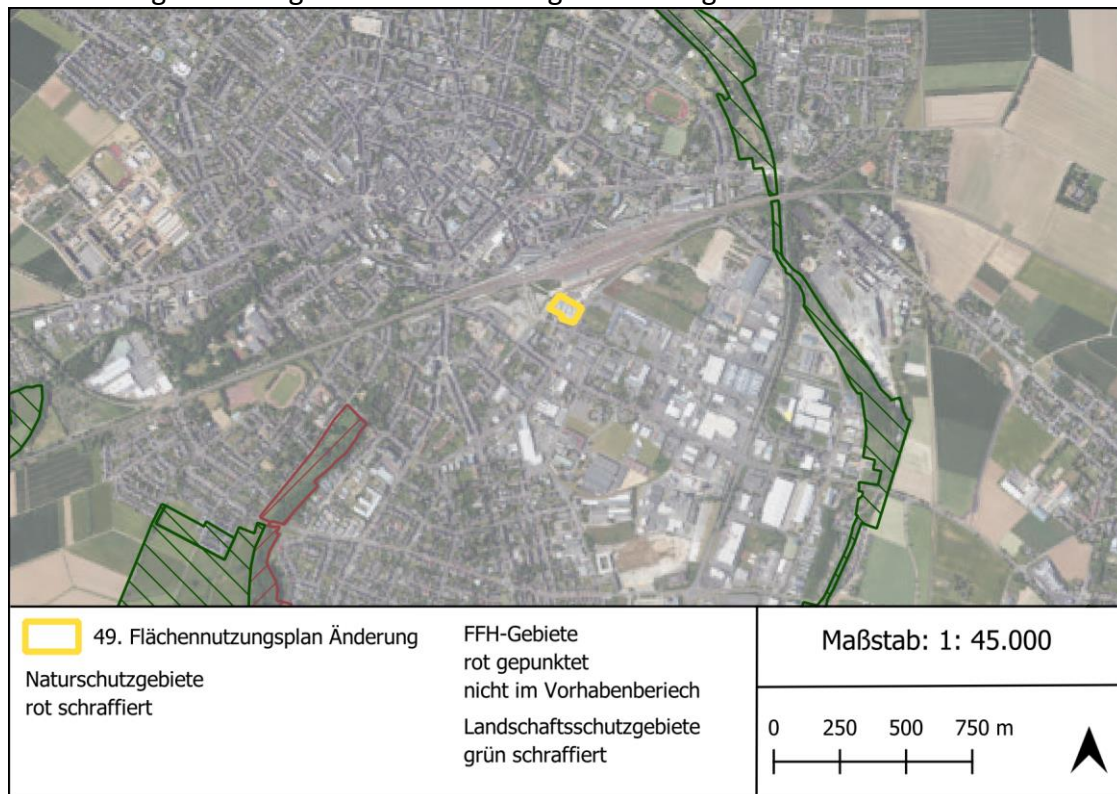 49. Flächennutzungsplan Änderung
Naturschutzgebiete
rot schraffiert
FFH-Gebiete
rot gepunktet
nicht im Vorhabenberiech
Landschaftsschutzgebiete
grün schraffiert
Maßstab: 1: 45.000
0 250 500 750 m